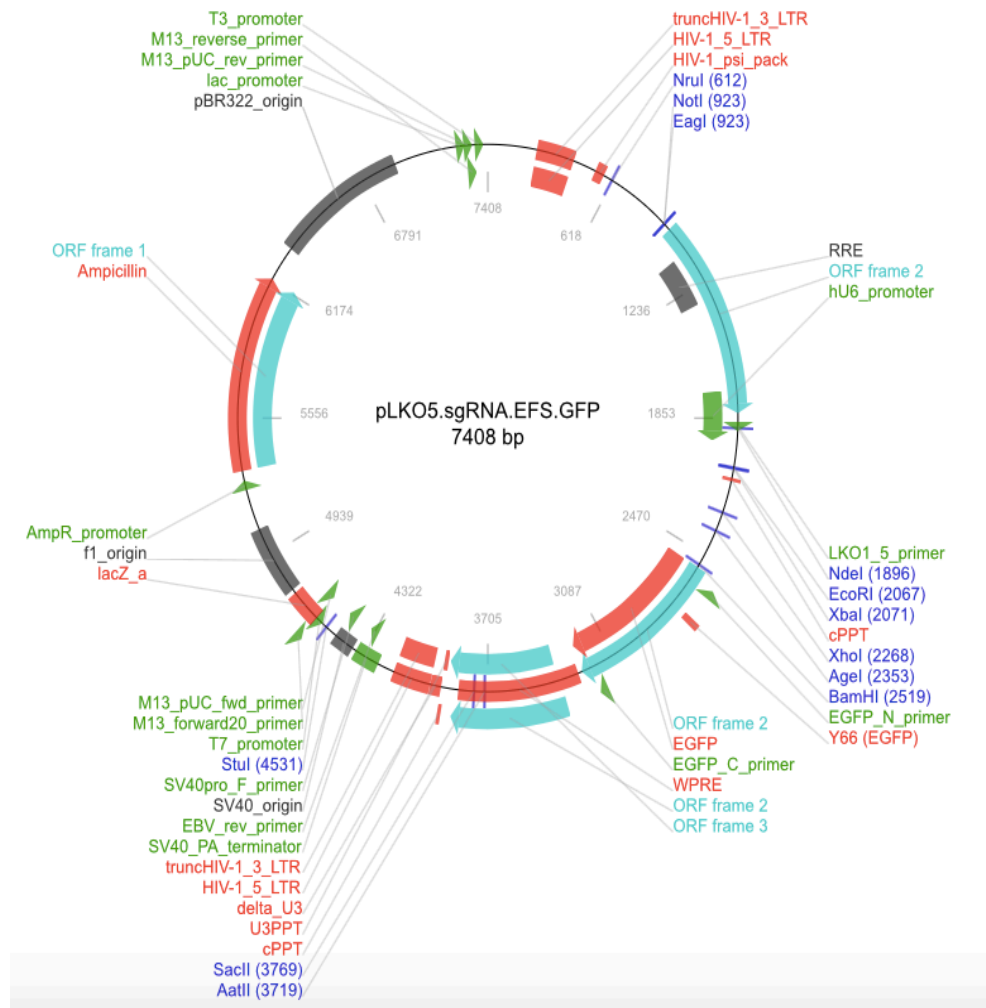 T3_promoter
M13_reverse_primer
M13_pUC_rev_primer
lac_promoter
pBR322_origin
truncHIV-1_3_LTR
HIV-1_5_LTR
HIV-1_psi_pack
NruI (612)
NotI (923)
EagI (923)
7408
6791
618
ORF frame 1
Ampicillin
RRE
ORF frame 2
hU6_promoter
6174
1236
5556
pLKO5.sgRNA.EFS.GFP
7408 bp
1853
4939
2470
AmpR_promoter
f1_origin
lacZ_a
LKO1_5_primer
NdeI (1896)
EcoRI (2067)
XbaI (2071)
cPPT
XhoI (2268)
AgeI (2353)
BamHI (2519)
EGFP_N_primer
Y66 (EGFP)
4322
3087
3705
M13_pUC_fwd_primer
M13_forward20_primer
T7_promoter
StuI (4531)
SV40pro_F_primer
SV40_origin
EBV_rev_primer
SV40_PA_terminator
truncHIV-1_3_LTR
HIV-1_5_LTR
delta_U3
U3PPT
cPPT
SacII (3769)
AatII (3719)
ORF frame 2
EGFP
EGFP_C_primer
WPRE
ORF frame 2
ORF frame 3